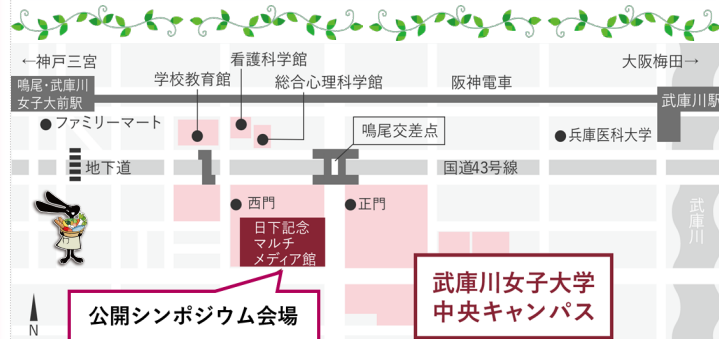 ←神戸三宮
看護科学館
大阪梅田→
学校教育館
総合心理科学館
阪神電車
鳴尾・武庫川
女子大前駅
武庫川駅
ファミリーマート
鳴尾交差点
兵庫医科大学
地下道
国道43号線
西門
正門
武庫川
日下記念
マルチ
メディア館
武庫川女子大学
中央キャンパス
公開シンポジウム会場
N